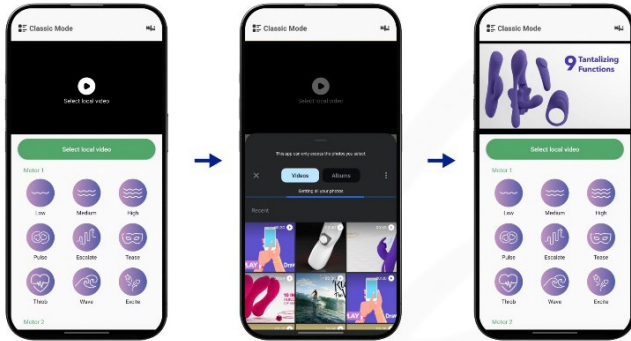 Classic Mode
Select local video
Select local video
Motor 1
Low
Medium
High
Pulse
Escalate
Tease
Throb
Wave
Excite
Motor 2
Classic Mode
Select local video
This app can only access the photos you select
Videos
Albums
Getting all your photos
Recent
Classic Mode
9 Tantalizing
Functions
Select local video
Motor 1
Low
Medium
High
Pulse
Escalate
Tease
Throb
Wave
Excite
Motor 2